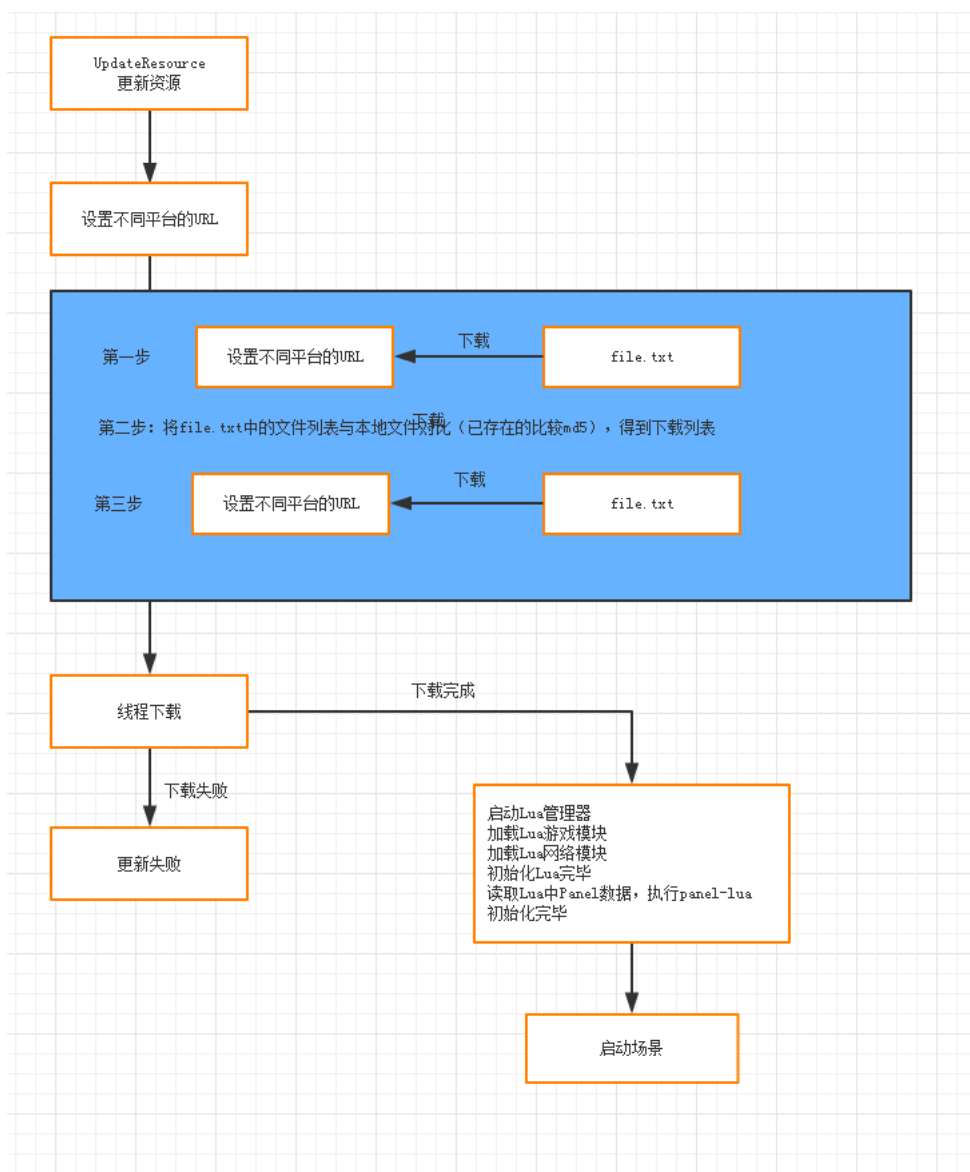 UpdateResource
更新资源
设置不同平台的URL
第一步
设置不同平台的URL
下载
file.txt
下载
第二步：将file.txt中的文件列表与本地文件对比（已存在的比较md5），得到下载列表
第三步
设置不同平台的URL
下载
file.txt
线程下载
下载完成
下载失败
更新失败
启动Lua管理器
加载Lua游戏模块
加载Lua网络模块
初始化Lua完毕
读取Lua中Panel数据，执行panel-lua
初始化完毕
启动场景